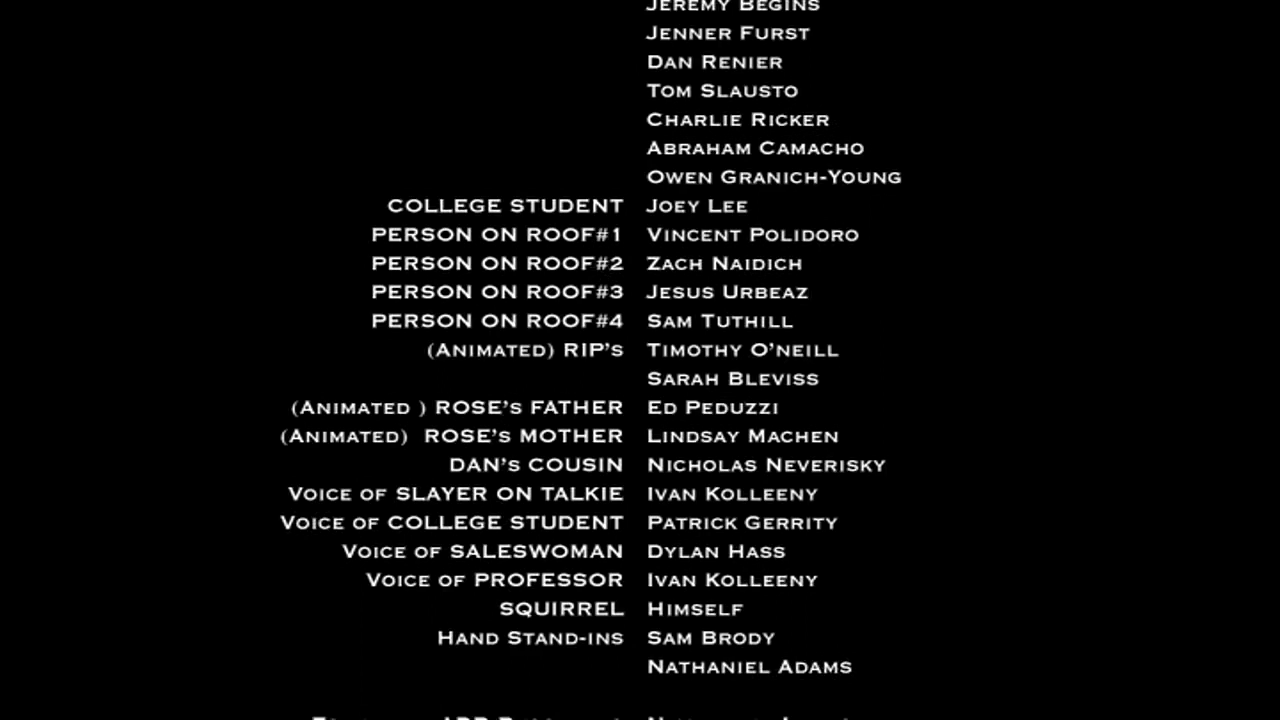 JEREMY BEGINS
JENNER FURST
DAN RENIER
TOM SLAUSTO
CHARLIE RICKER
ABRAHAM CAMACHO
OWEN GRANICH-YOUNG
COLLEGE STUDENT JOEY LEE
PERSON ON ROOF#1 VINCENT POLIDORO
PERSON ON ROOF#2 ZACH NAIDICH
PERSON ON ROOF#3 JESUS URBEAZ
PERSON ON ROOF#4 SAM TUTHILL
(ANIMATED) RIP'S TIMOTHY O'NEILL
SARAH BLEVISS
(ANIMATED ) ROSE'S FATHER ED PEDUZZI
(ANIMATED) ROSE'S MOTHER LINDSAY MACHEN
DAN'S COUSIN NICHOLAS NEVERISKY
VOICE OF SLAYER ON TALKIE IVAN KOLLEENY
VOICE OF COLLEGE STUDENT PATRICK GERRITY
VOICE OF SALESWOMAN DYLAN HASS
VOICE OF PROFESSOR IVAN KOLLEENY
SQUIRREL HIMSELF
HAND STAND-INS SAM BRODY
NATHANIEL ADAMS